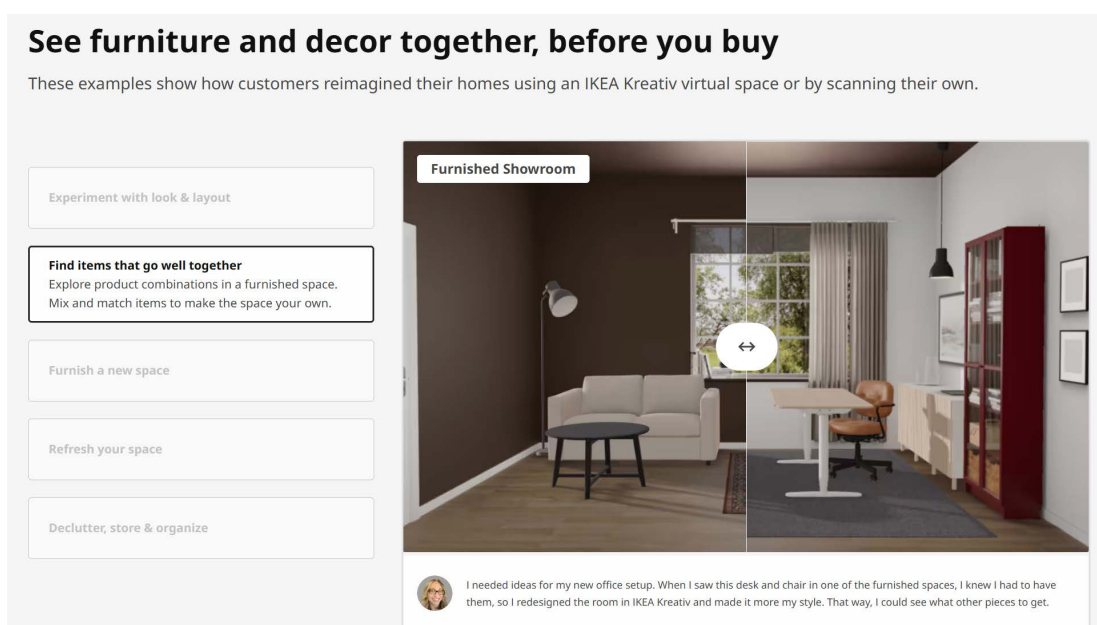 See furniture and decor together, before you buy
These examples show how customers reimagined their homes using an IKEA Kreativ virtual space or by scanning their own.
Experiment with look & layout
Find items that go well together
Explore product combinations in a furnished space.
Mix and match items to make the space your own.
Furnish a new space
Refresh your space
Declutter, store & organize
Furnished Showroom
I needed ideas for my new office setup. When I saw this desk and chair in one of the furnished spaces, I knew I had to have
them, so I redesigned the room in IKEA Kreativ and made it more my style. That way, I could see what other pieces to get.